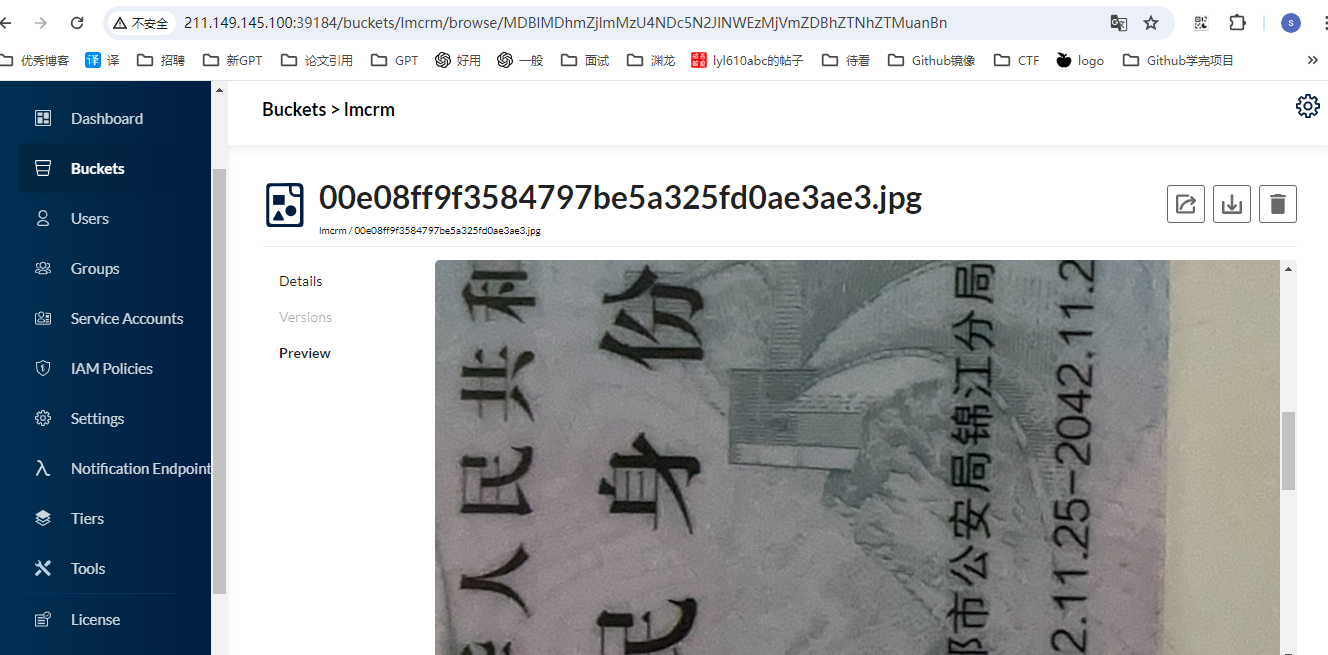 不安全
211.149.145.100:39184/buckets/lmcrm/browse/MDBlMDhmZjlmMzU4NDc5N2JlNWEzMjVmZDBhZTNhZTMuanBn
S
优秀博客 译 译 招聘 新GPT 论文引用 GPT 好用 一般 面试 渊龙 lyl610abc的帖子 待看 Github镜像 CTF logo Github学完项目 »
Dashboard
Buckets
Users
Groups
Service Accounts
IAM Policies
Settings
Notification Endpoint
Tiers
Tools
License
Buckets > lmcrm
00e08ff9f3584797be5a325fd0ae3ae3.jpg
lmcrm / 00e08ff9f3584797be5a325fd0ae3ae3.jpg
Details
Versions
Preview
人民共和
民身份
都市公安局锦江分局
2.11.25-2042.11.2